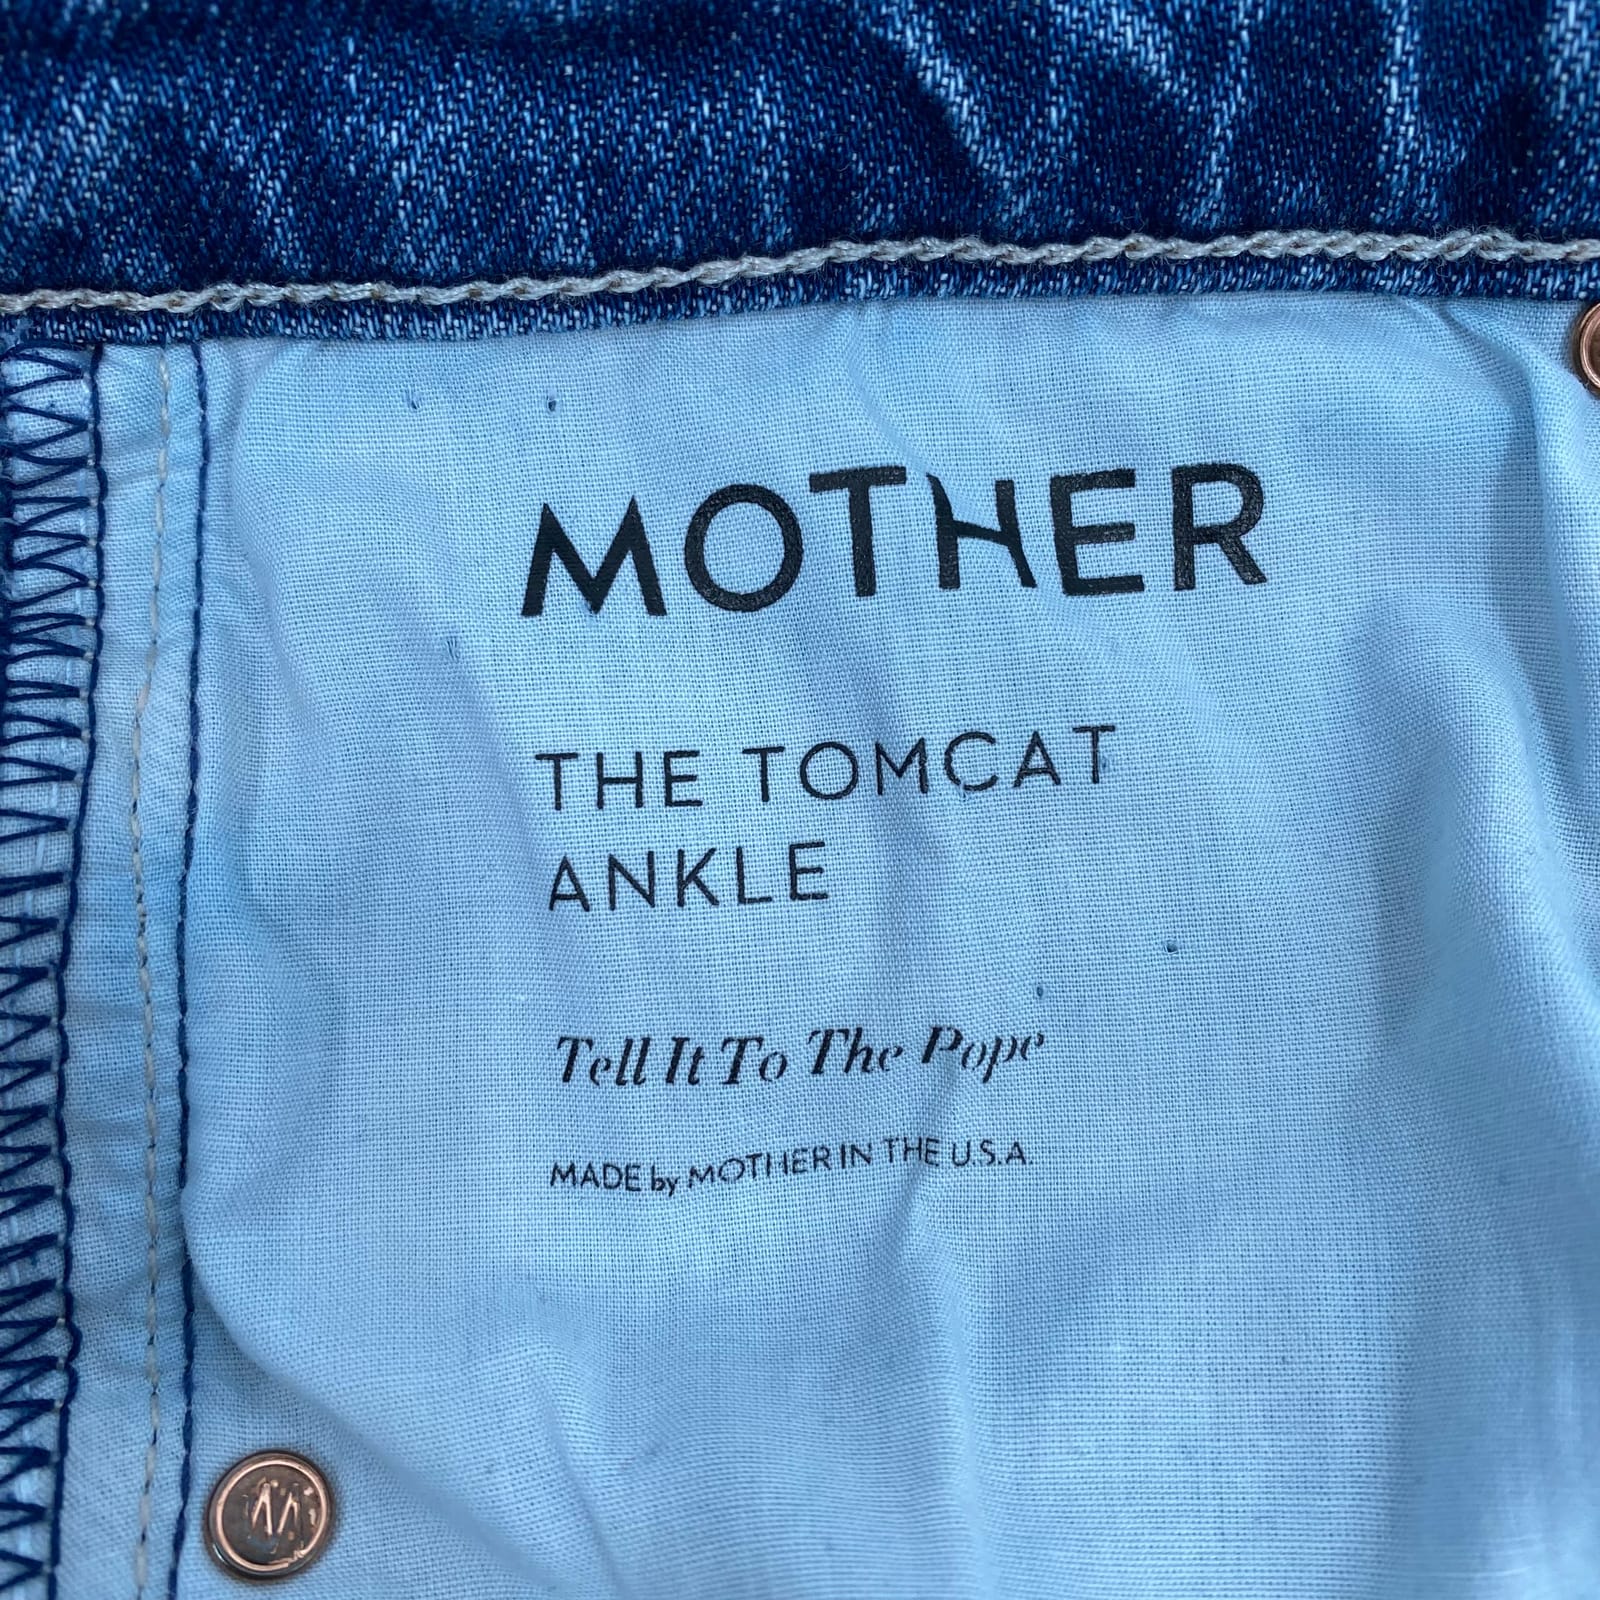 MOTHER
THE TOMCAT
ANKLE
Tell It To The Pope
MADE by MOTHER IN THE U.S.A.
M